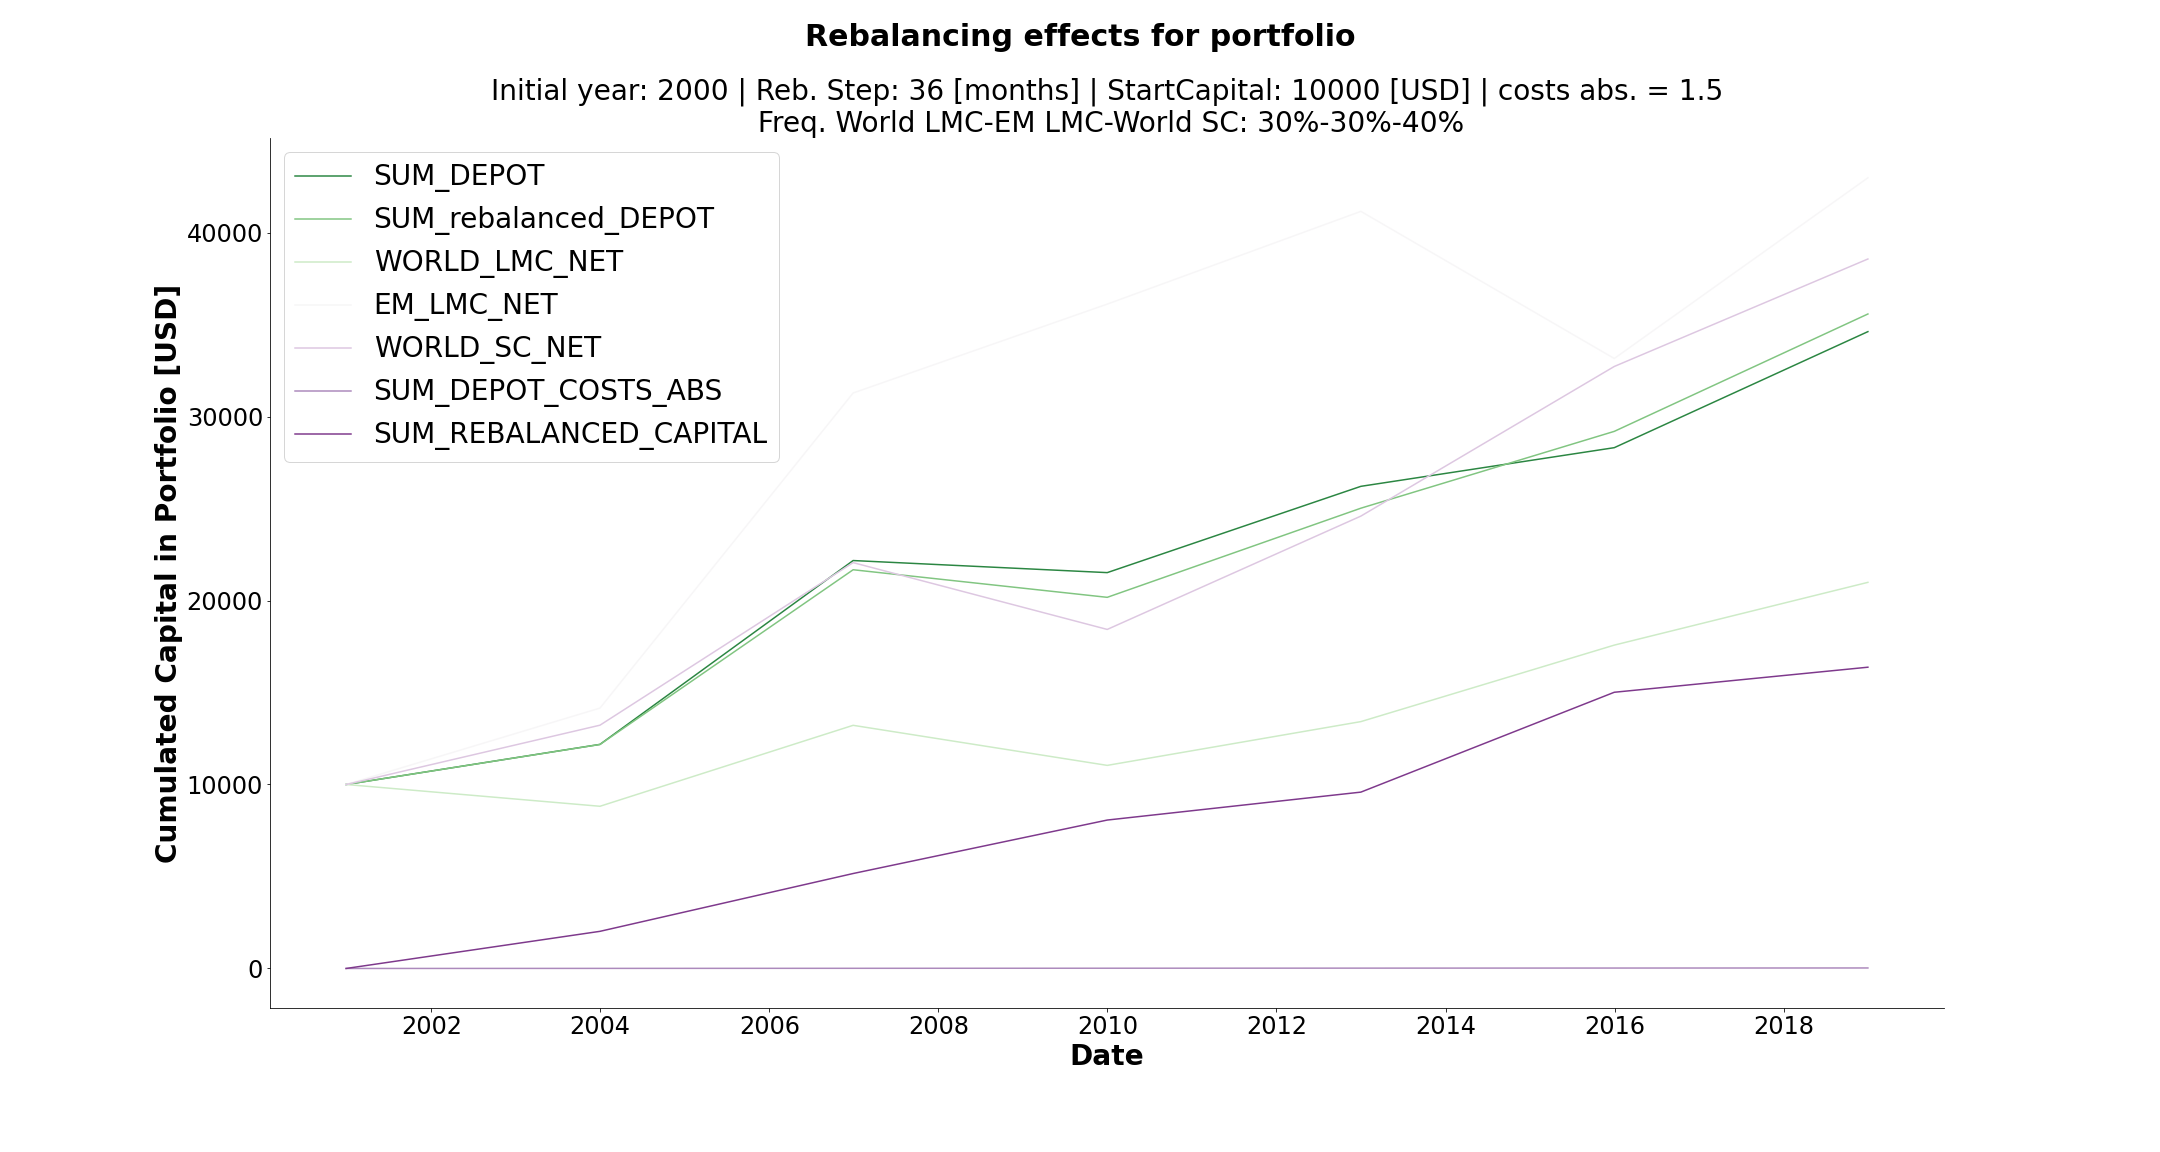 Rebalancing effects for portfolio
Initial year: 2000 | Reb. Step: 36 [months] | StartCapital: 10000 [USD] | costs abs. = 1.5
Freq. World LMC-EM LMC-World SC: 30%-30%-40%
SUM_DEPOT
SUM_rebalanced_DEPOT
WORLD_LMC_NET
EM_LMC_NET
WORLD_SC_NET
SUM_DEPOT_COSTS_ABS
SUM_REBALANCED_CAPITAL
Cumulated Capital in Portfolio [USD]
40000
30000
20000
10000
0
2002 2004 2006 2008 2010 2012 2014 2016 2018
Date